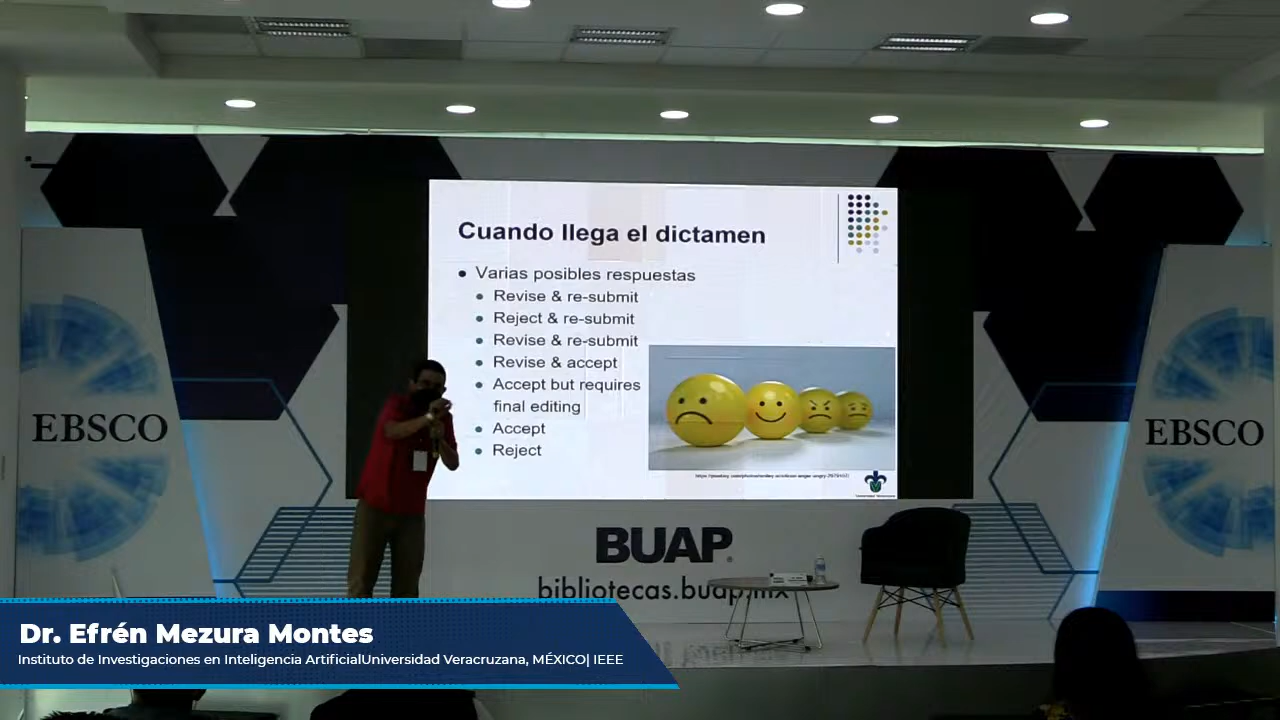 Cuando llega el dictamen
Varias posibles respuestas
Revise & re-submit
Reject & re-submit
Revise & re-submit
Revise & accept
Accept but requires
final editing
Accept
Reject
EBSCO
EBSCO
BUAP
bibliotecas.buap.mx
Dr. Efrén Mezura Montes
Instituto de Investigaciones en Inteligencia ArtificialUniversidad Veracruzana, MÉXICO| IEEE